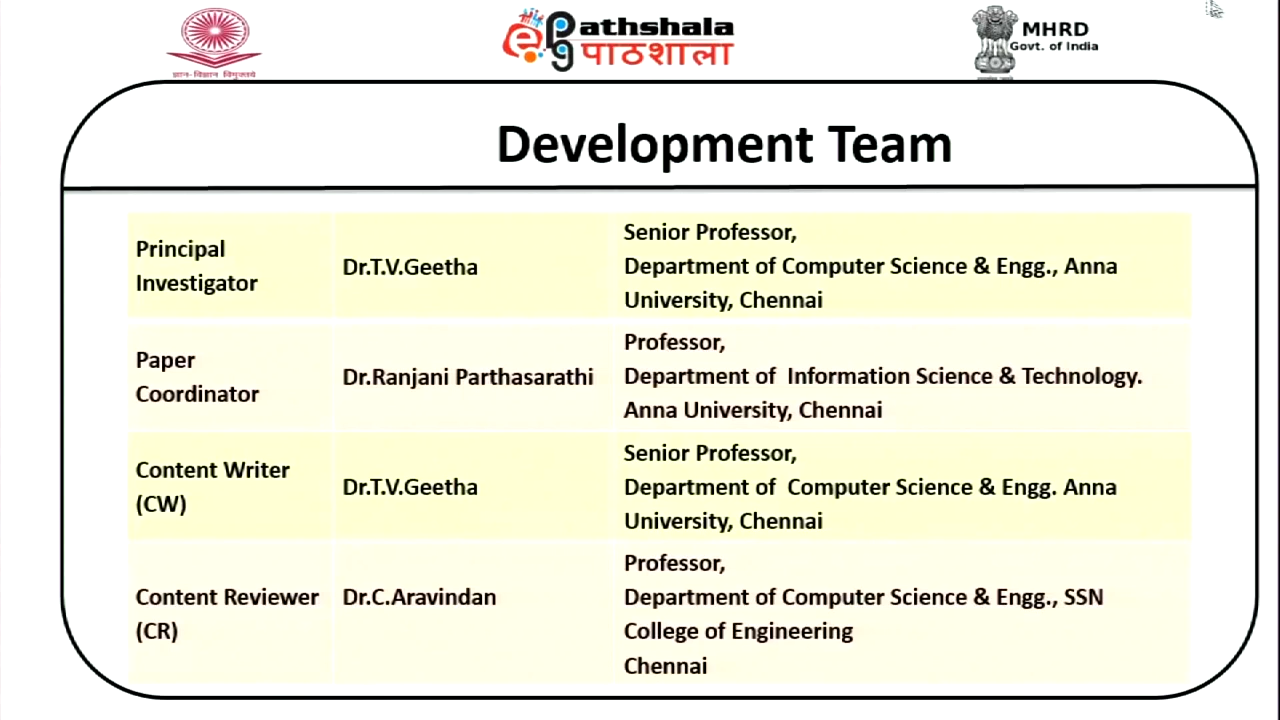 ज्ञान-विज्ञान विमुक्तये
ePathshala
पाठशाला
MHRD
Govt. of India
Development Team
Principal
Investigator
Dr.T.V.Geetha
Senior Professor,
Department of Computer Science & Engg., Anna
University, Chennai
Paper
Coordinator
Dr.Ranjani Parthasarathi
Professor,
Department of  Information Science & Technology.
Anna University, Chennai
Content Writer
(CW)
Dr.T.V.Geetha
Senior Professor,
Department of  Computer Science & Engg. Anna
University, Chennai
Content Reviewer
(CR)
Dr.C.Aravindan
Professor,
Department of Computer Science & Engg., SSN
College of Engineering
Chennai